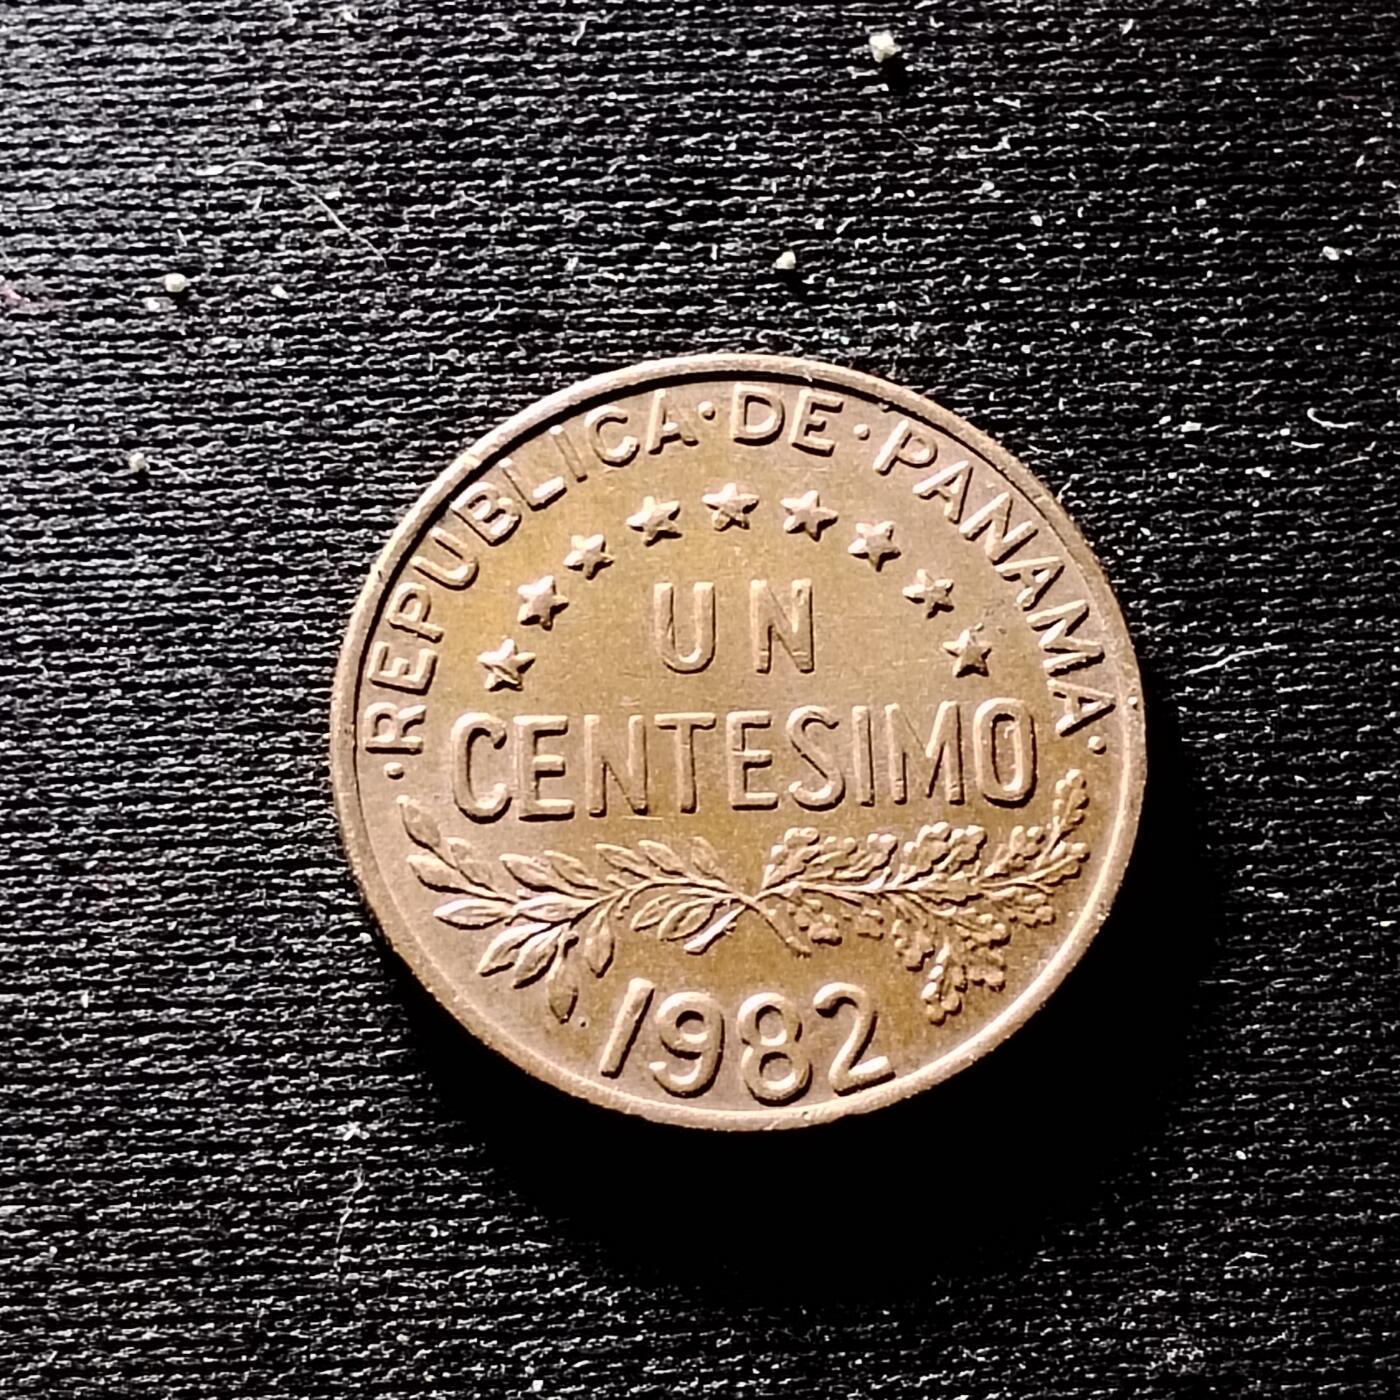 ·REPUBLICA·DE·PANAMA·
UN
CENTESIMO
1982